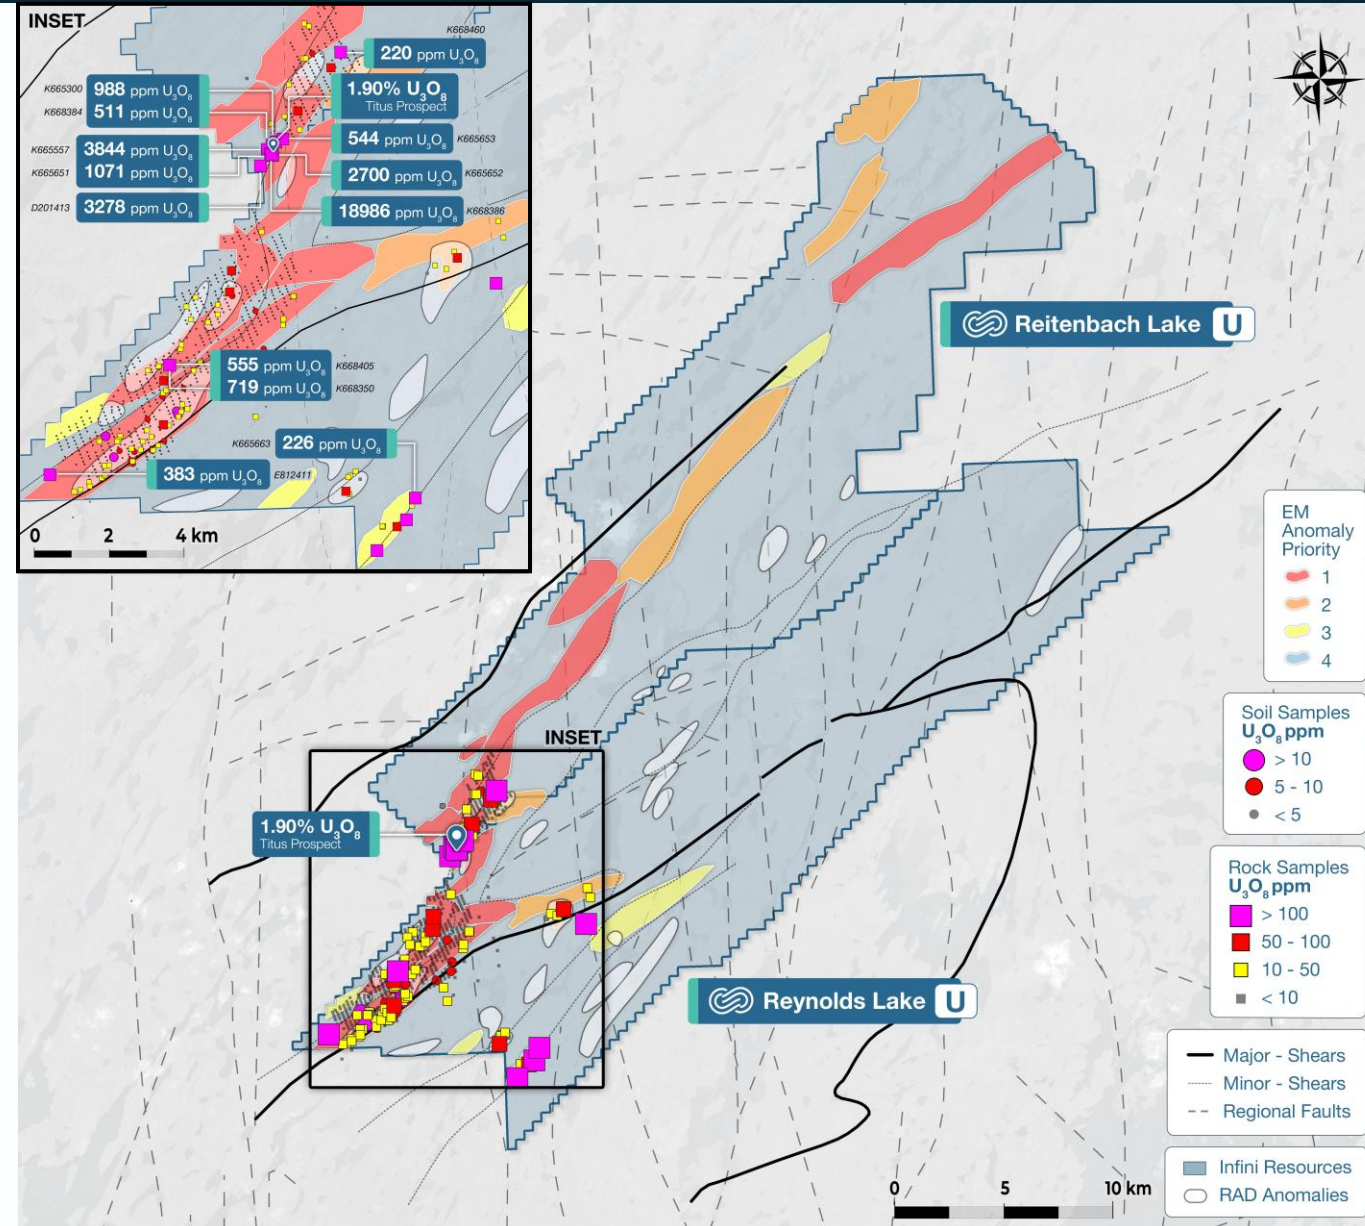 INSET
K668460
220 ppm U₃O₈
K665300
988 ppm U₃O₈
K668384
511 ppm U₃O₈
1.90% U₃O₈
Titus Prospect
544 ppm U₃O₈
K665653
K665557
3844 ppm U₃O₈
K665651
1071 ppm U₃O₈
2700 ppm U₃O₈
K665652
D201413
3278 ppm U₃O₈
18986 ppm U₃O₈
K668386
555 ppm U₃O₈
K668405
719 ppm U₃O₈
K668350
K665663
226 ppm U₃O₈
383 ppm U₃O₈
E812411
0 2 4 km
Reitenbach Lake U
EM
Anomaly
Priority
1
2
3
4
Soil Samples
U₃O₈ ppm
> 10
5 - 10
< 5
INSET
1.90% U₃O₈
Titus Prospect
Rock Samples
U₃O₈ ppm
> 100
50 - 100
10 - 50
< 10
Reynolds Lake U
Major - Shears
Minor - Shears
Regional Faults
Infini Resources
RAD Anomalies
0 5 10 km